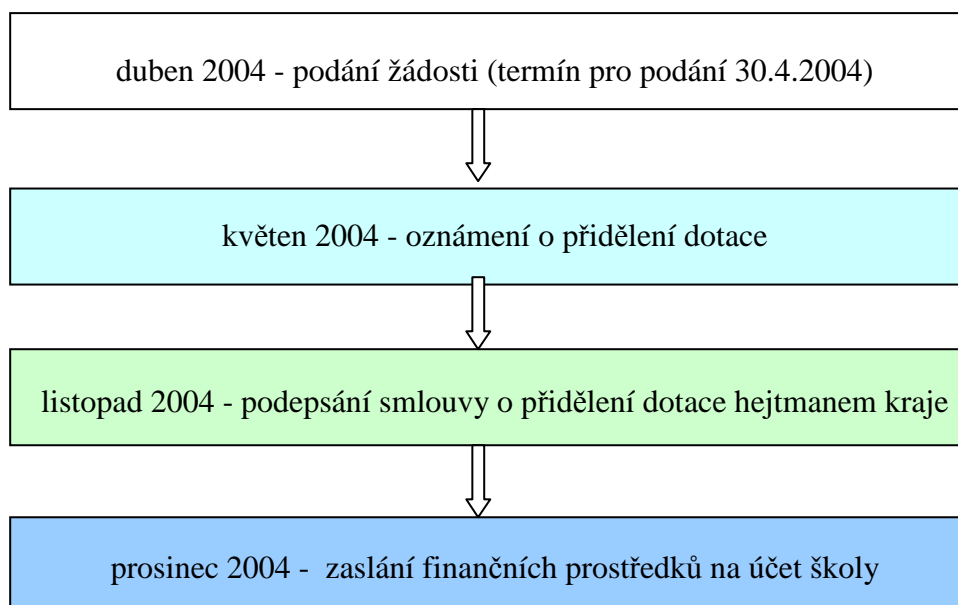 duben 2004 - podání žádosti (termín pro podání 30.4.2004)
květen 2004 - oznámení o přidělení dotace
listopad 2004 - podepsání smlouvy o přidělení dotace hejtmanem kraje
prosinec 2004 - zaslání finančních prostředků na účet školy